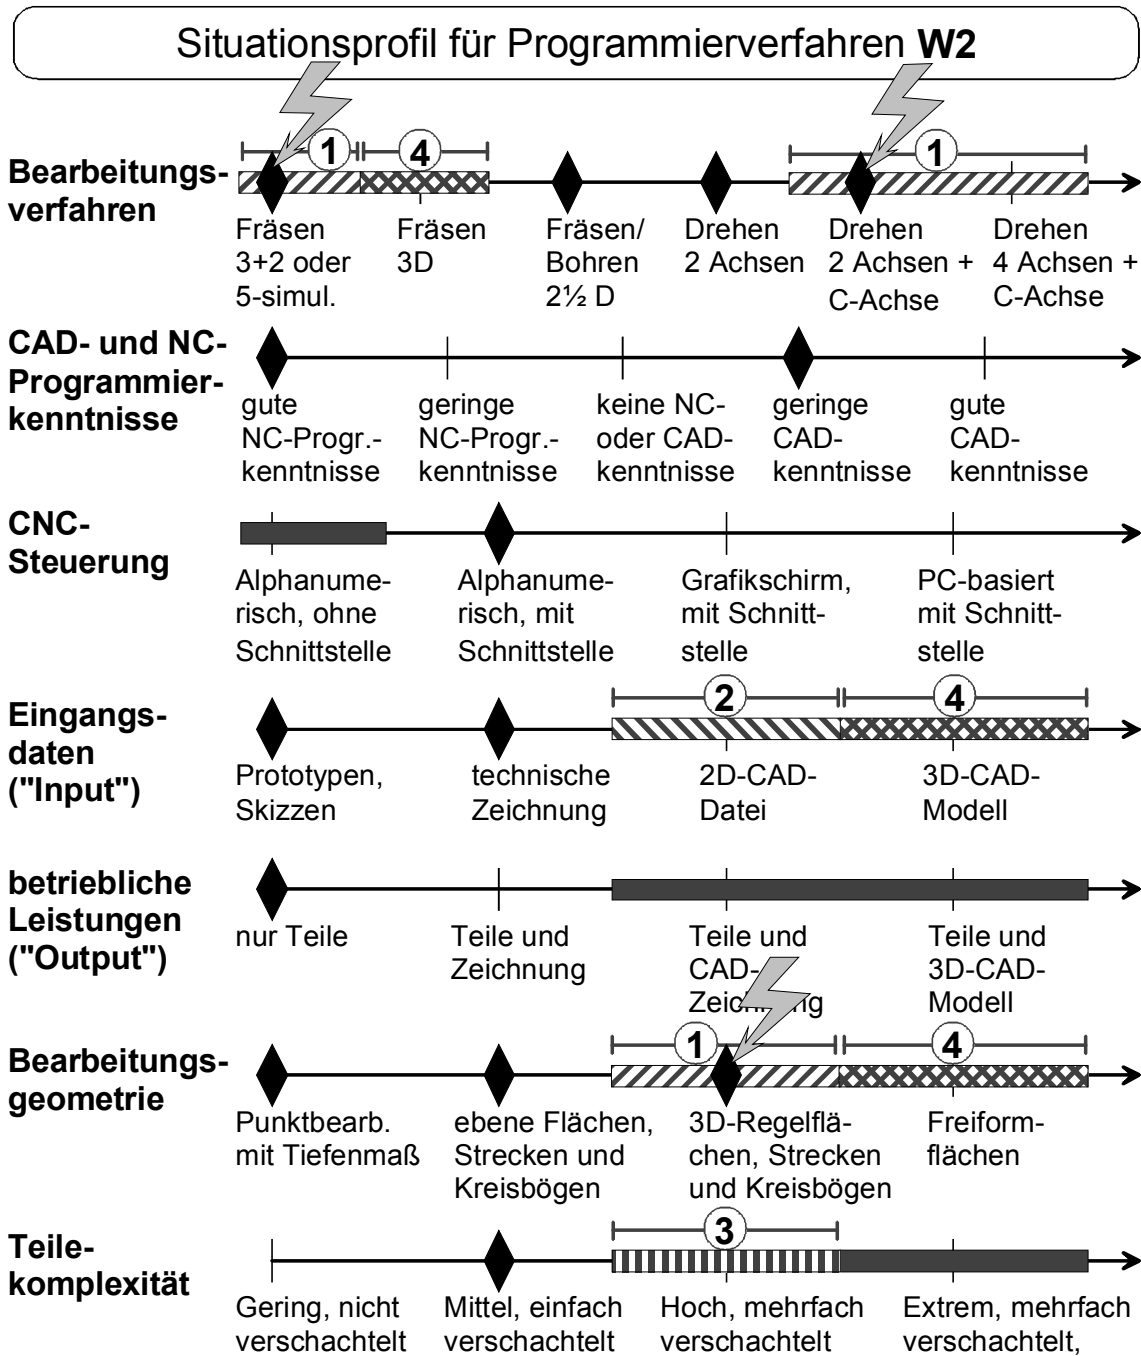 Situationsprofil für Programmierverfahren W2
1 4 1
Bearbeitungs-
verfahren
Fräsen
3+2 oder
5-simul.
Fräsen
3D
Fräsen/
Bohren
2½ D
Drehen
2 Achsen
Drehen
2 Achsen +
C-Achse
Drehen
4 Achsen +
C-Achse
CAD- und NC-
Programmier-
kenntnisse
gute
NC-Progr.-
kenntnisse
geringe
NC-Progr.-
kenntnisse
keine NC-
oder CAD-
kenntnisse
geringe
CAD-
kenntnisse
gute
CAD-
kenntnisse
CNC-
Steuerung
Alphanume-
risch, ohne
Schnittstelle
Alphanume-
risch, mit
Schnittstelle
Grafikschirm,
mit Schnitt-
stelle
PC-basiert
mit Schnitt-
stelle
2 4
Eingangs-
daten
("Input")
Prototypen,
Skizzen
technische
Zeichnung
2D-CAD-
Datei
3D-CAD-
Modell
betriebliche
Leistungen
("Output")
nur Teile
Teile und
Zeichnung
Teile und
CAD-
Zeichnung
Teile und
3D-CAD-
Modell
1 4
Bearbeitungs-
geometrie
Punktbearb.
mit Tiefenmaß
ebene Flächen,
Strecken und
Kreisbögen
3D-Regelflä-
chen, Strecken
und Kreisbögen
Freiform-
flächen
3
Teile-
komplexität
Gering, nicht
verschachtelt
Mittel, einfach
verschachtelt
Hoch, mehrfach
verschachtelt
Extrem, mehrfach
verschachtelt,